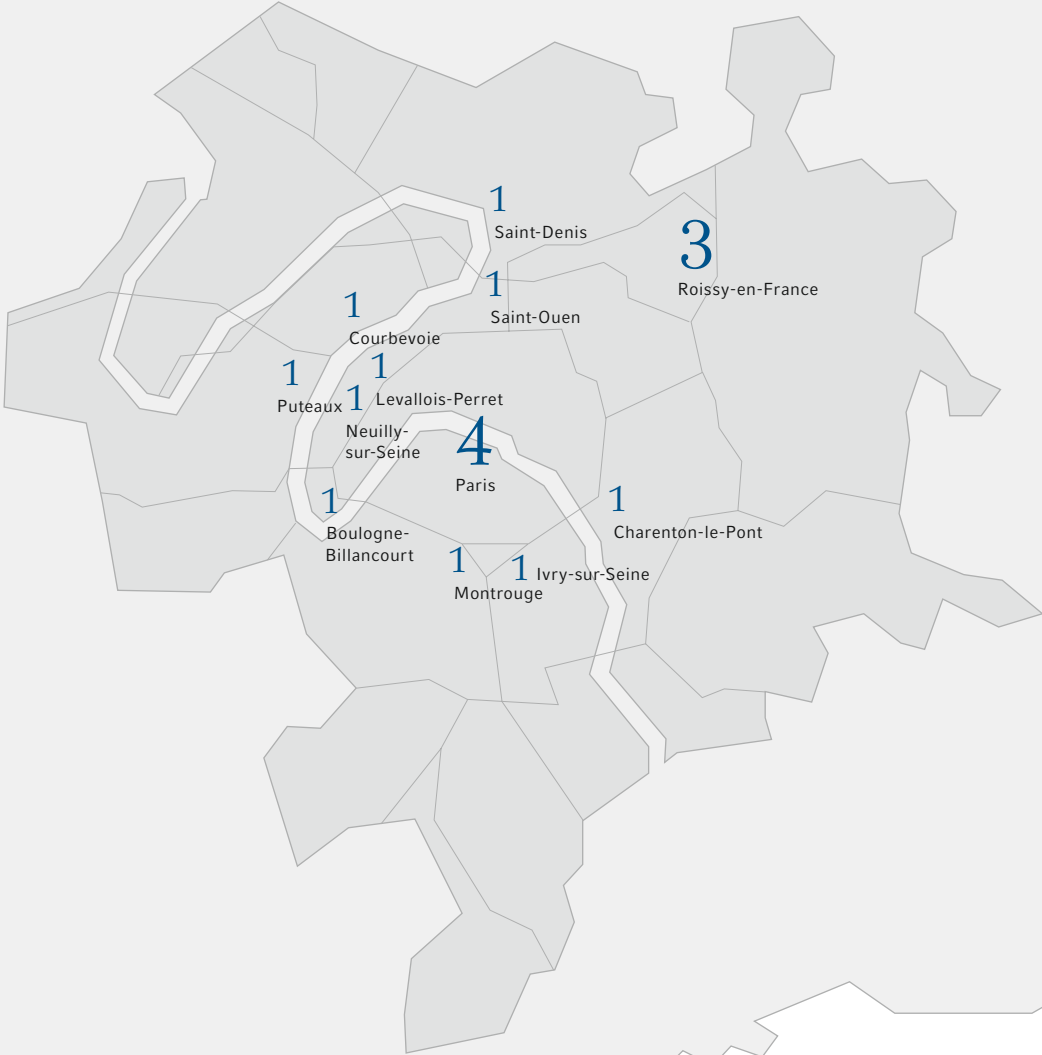 1
Saint-Denis
3
Roissy-en-France
1
Saint-Ouen
1
Courbevoie
1
Levallois-Perret
1
Puteaux
1
Neuilly-
sur-Seine
4
Paris
1
Boulogne-
Billancourt
1
Charenton-le-Pont
1
Montrouge
1
Ivry-sur-Seine